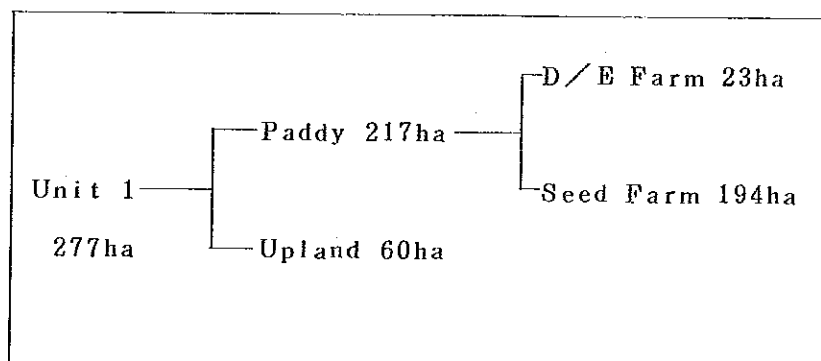 D／E Farm 23ha
Paddy 217ha
Seed Farm 194ha
Unit 1
277ha
Upland 60ha